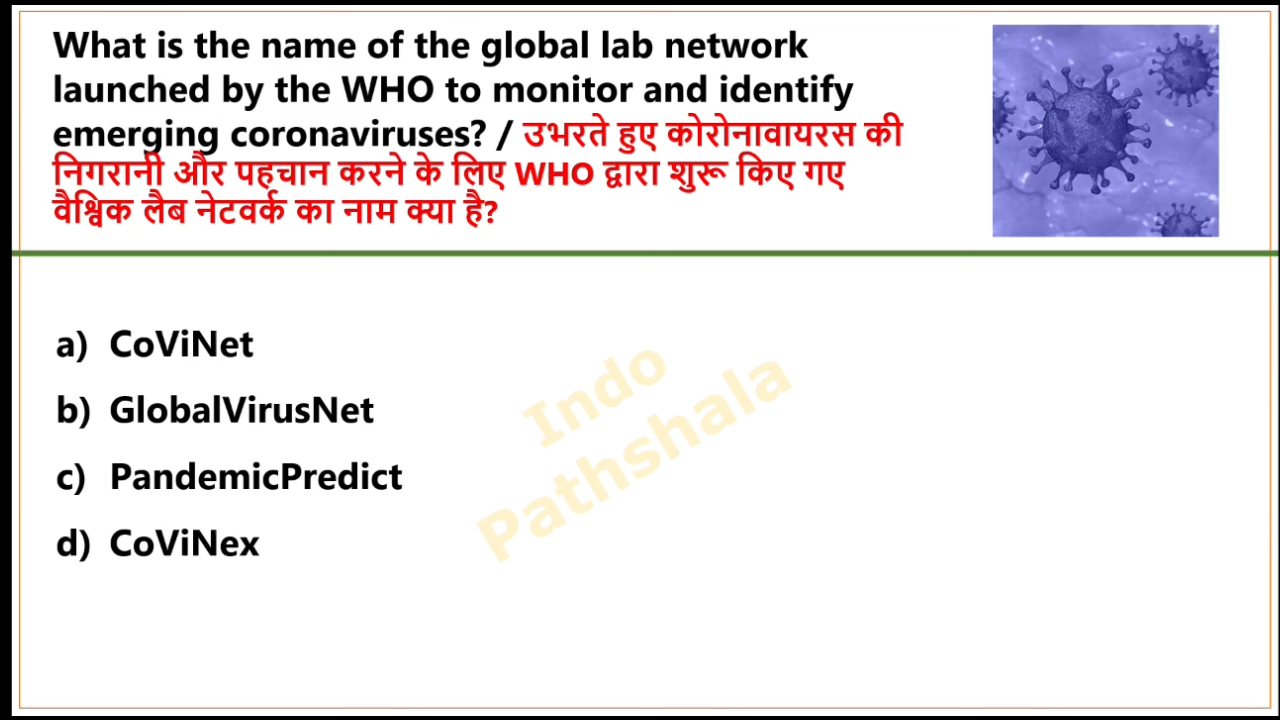 What is the name of the global lab network
launched by the WHO to monitor and identify
emerging coronaviruses? / उभरते हुए कोरोनावायरस की
निगरानी और पहचान करने के लिए WHO द्वारा शुरू किए गए
वैश्विक लैब नेटवर्क का नाम क्या है?
a) CoViNet
b) GlobalVirusNet
c) PandemicPredict
d) CoViNex
Indo
Pathshala